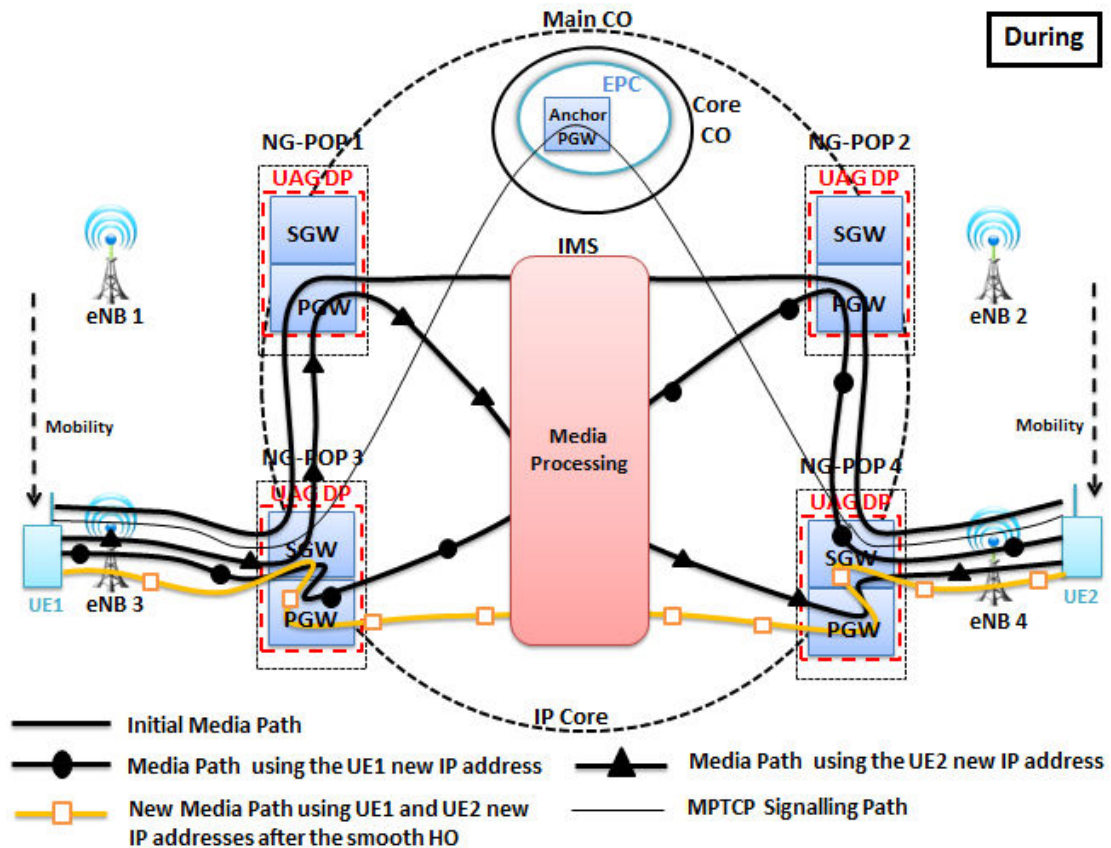 Main CO
During
EPC
Anchor
PGW
Core
CO
NG-POP 1
NG-POP 2
UAG DP
UAG DP
SGW
SGW
IMS
PGW
PGW
eNB 1
eNB 2
Mobility
Mobility
Media
Processing
NG-POP 3
NG-POP 4
UAG DP
UAG DP
SGW
SGW
UE1
eNB 3
PGW
PGW
eNB 4
UE2
IP Core
Initial Media Path
Media Path using the UE1 new IP address
Media Path using the UE2 new IP address
New Media Path using UE1 and UE2 new
IP addresses after the smooth HO
MPTCP Signalling Path